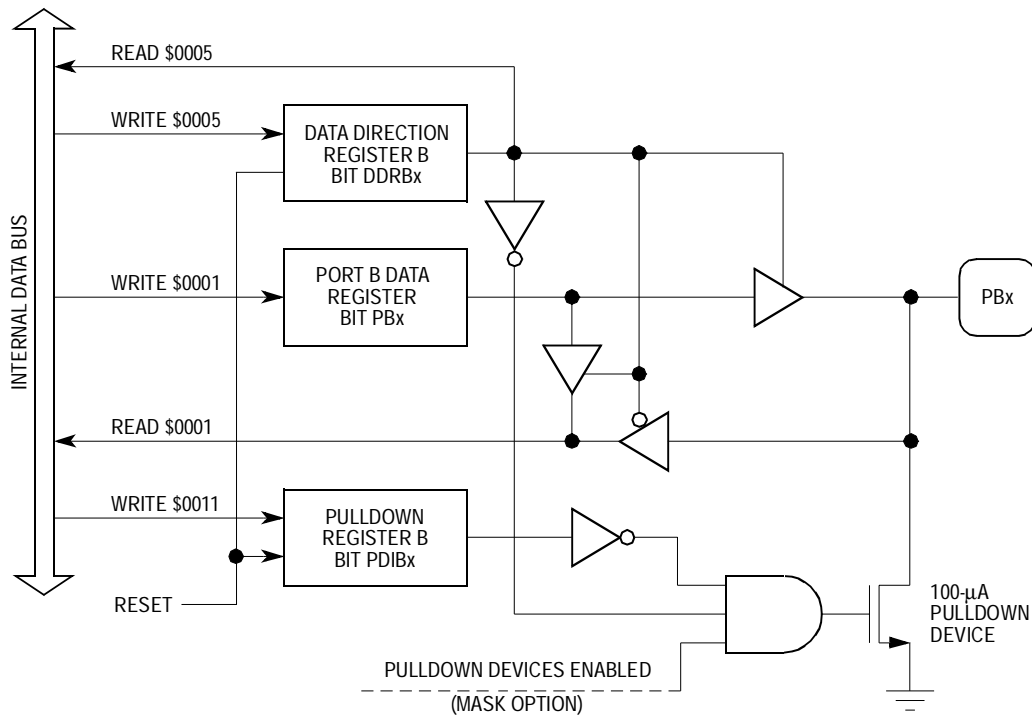 READ $0005
WRITE $0005
DATA DIRECTION
REGISTER B
BIT DDRBx
INTERNAL DATA BUS
WRITE $0001
PORT B DATA
REGISTER
BIT PBx
PBx
READ $0001
WRITE $0011
PULLDOWN
REGISTER B
BIT PDIBx
RESET
100-μA
PULLDOWN
DEVICE
PULLDOWN DEVICES ENABLED
(MASK OPTION)